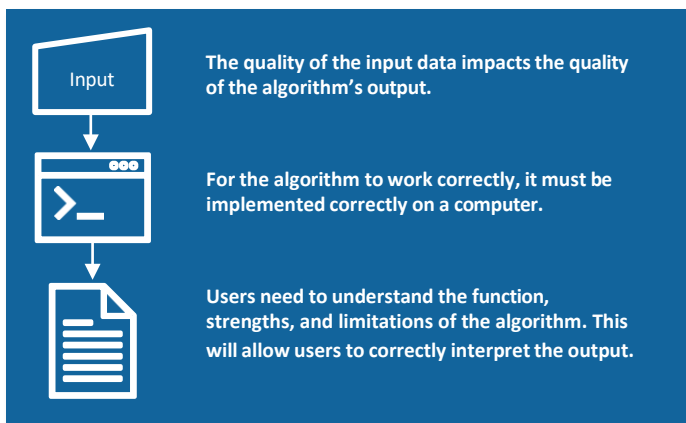 Input
The quality of the input data impacts the quality
of the algorithm’s output.
For the algorithm to work correctly, it must be
implemented correctly on a computer.
Users need to understand the function,
strengths, and limitations of the algorithm. This
will allow users to correctly interpret the output.